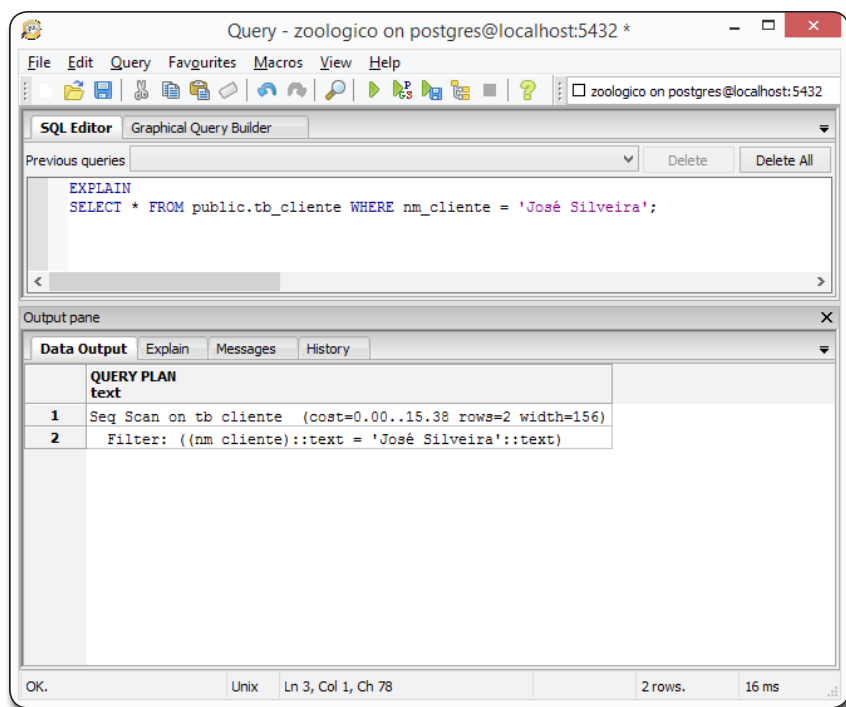 Query - zoologico on postgres@localhost:5432 *
File Edit Query Favourites Macros View Help
zoologico on postgres@localhost:5432
SQL Editor Graphical Query Builder
Previous queries Delete Delete All
EXPLAIN
SELECT * FROM public.tb_cliente WHERE nm_cliente = 'José Silveira';
Output pane
Data Output Explain Messages History
QUERY PLAN
text
1 Seq Scan on tb cliente (cost=0.00..15.38 rows=2 width=156)
2 Filter: ((nm cliente)::text = 'José Silveira'::text)
OK. Unix Ln 3, Col 1, Ch 78 2 rows. 16 ms